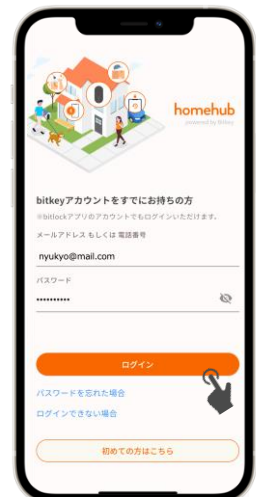 homehub
powered by Bitkey
bitkeyアカウントをすでにお持ちの方
※bitlockアプリのアカウントでもログインいただけます。
メールアドレス もしくは 電話番号
nyukyo@mail.com
パスワード
••••••••••
ログイン
パスワードを忘れた場合
ログインできない場合
初めての方はこちら